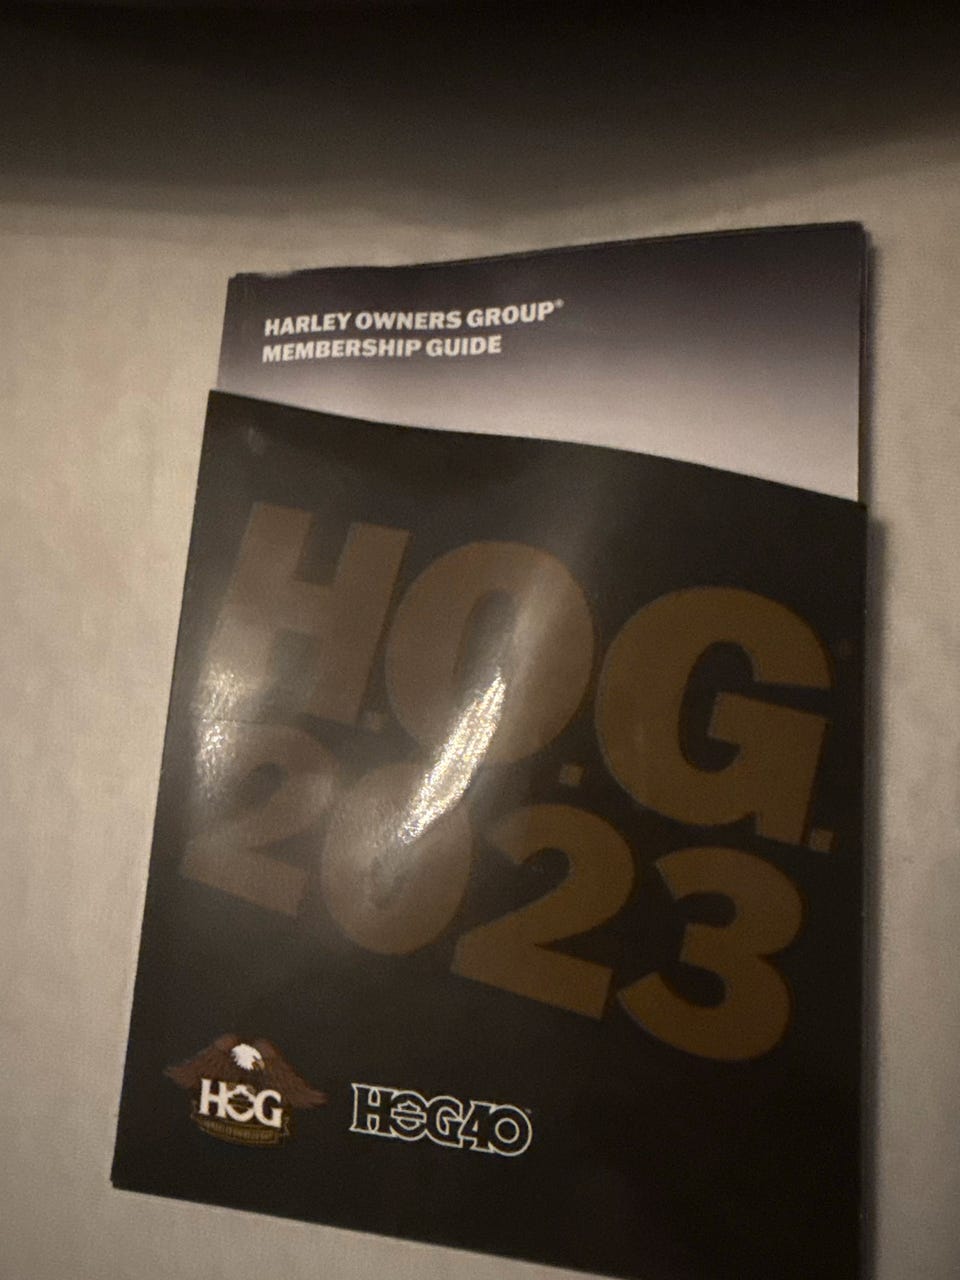 HARLEY OWNERS GROUP®
MEMBERSHIP GUIDE
H.O.G.
2023
HOG
HOG40